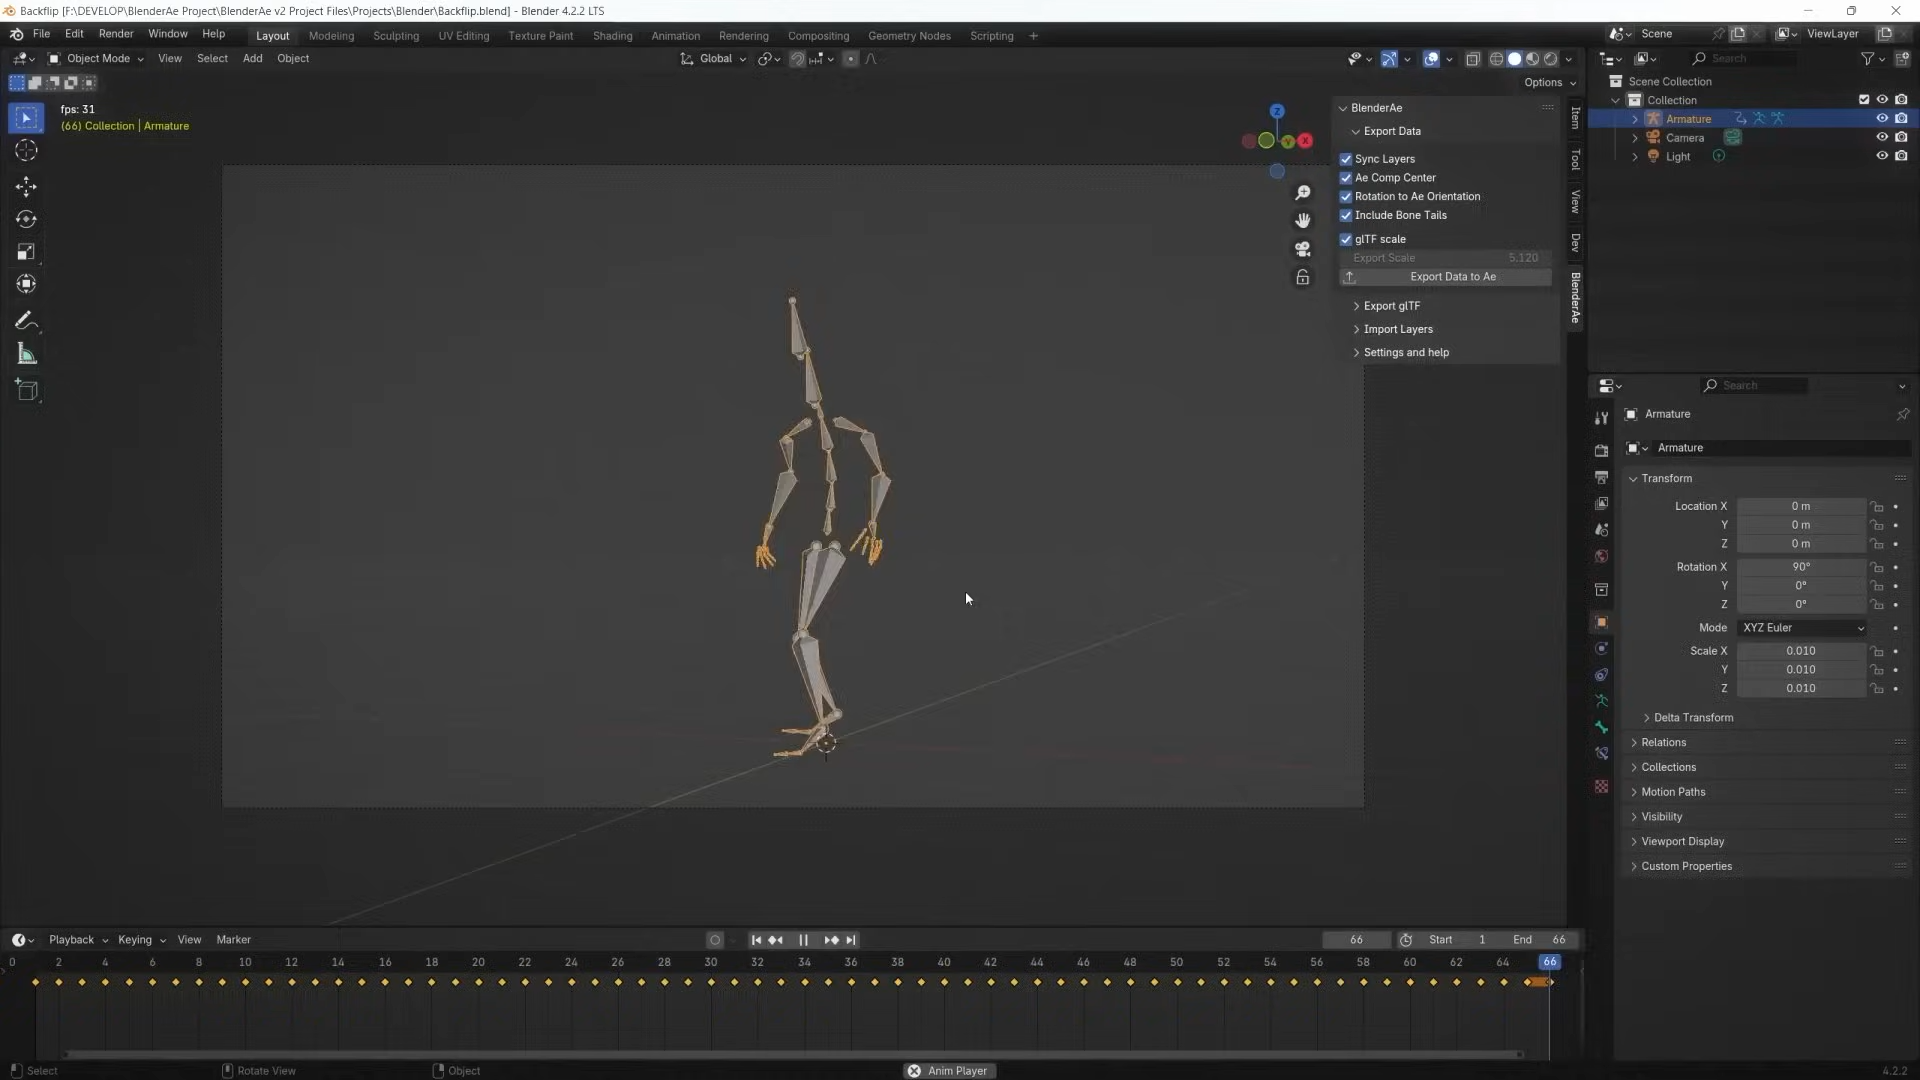 Backflip [F:\DEVELOP\BlenderAe Project\BlenderAe v2 Project Files\Projects\Blender\Backflip.blend] - Blender 4.2.2 LTS
File Edit Render Window Help Layout Modeling Sculpting UV Editing Texture Paint Shading Animation Rendering Compositing Geometry Nodes Scripting + Scene ViewLayer
Object Mode View Select Add Object Global Search
Options
Scene Collection
Collection
Armature
Camera
Light
fps: 31
(66) Collection | Armature
Z
Y
X
BlenderAe
Export Data
Sync Layers
Ae Comp Center
Rotation to Ae Orientation
Include Bone Tails
glTF scale
Export Scale 5.120
Export Data to Ae
Export glTF
Import Layers
Settings and help
Item
Tool
View
Dev
BlenderAe
Search
Armature
Armature
Transform
Location X 0 m
Y 0 m
Z 0 m
Rotation X 90°
Y 0°
Z 0°
Mode XYZ Euler
Scale X 0.010
Y 0.010
Z 0.010
Delta Transform
Relations
Collections
Motion Paths
Visibility
Viewport Display
Custom Properties
Playback Keying View Marker 66 Start 1 End 66
0 2 4 6 8 10 12 14 16 18 20 22 24 26 28 30 32 34 36 38 40 42 44 46 48 50 52 54 56 58 60 62 64 66
Select Rotate View Object Anim Player 4.2.2